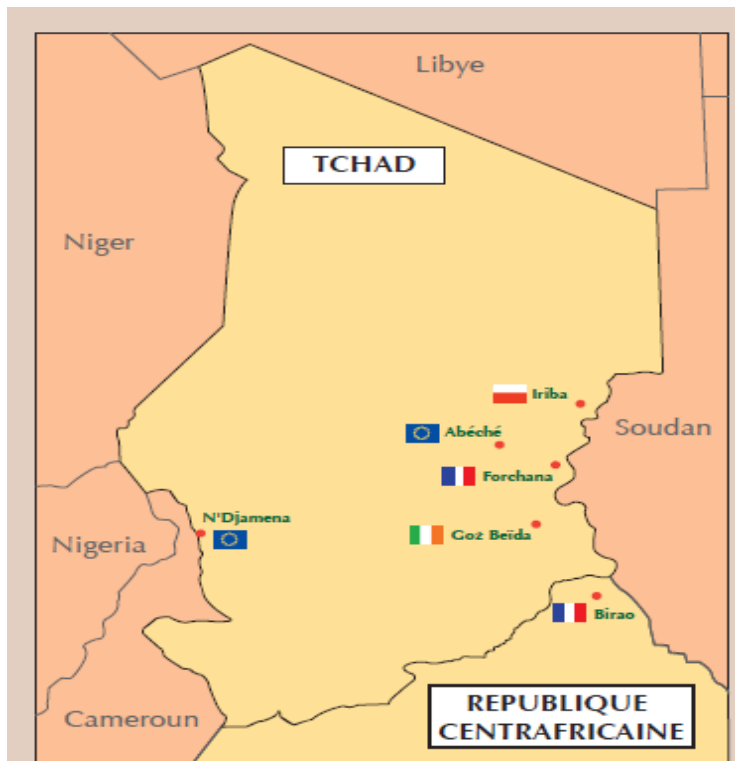 Libye
TCHAD
Niger
Iriba
Abéché
Soudan
Forchana
N'Djamena
Goz Beïda
Nigeria
Birao
REPUBLIQUE
CENTRAFRICAINE
Cameroun